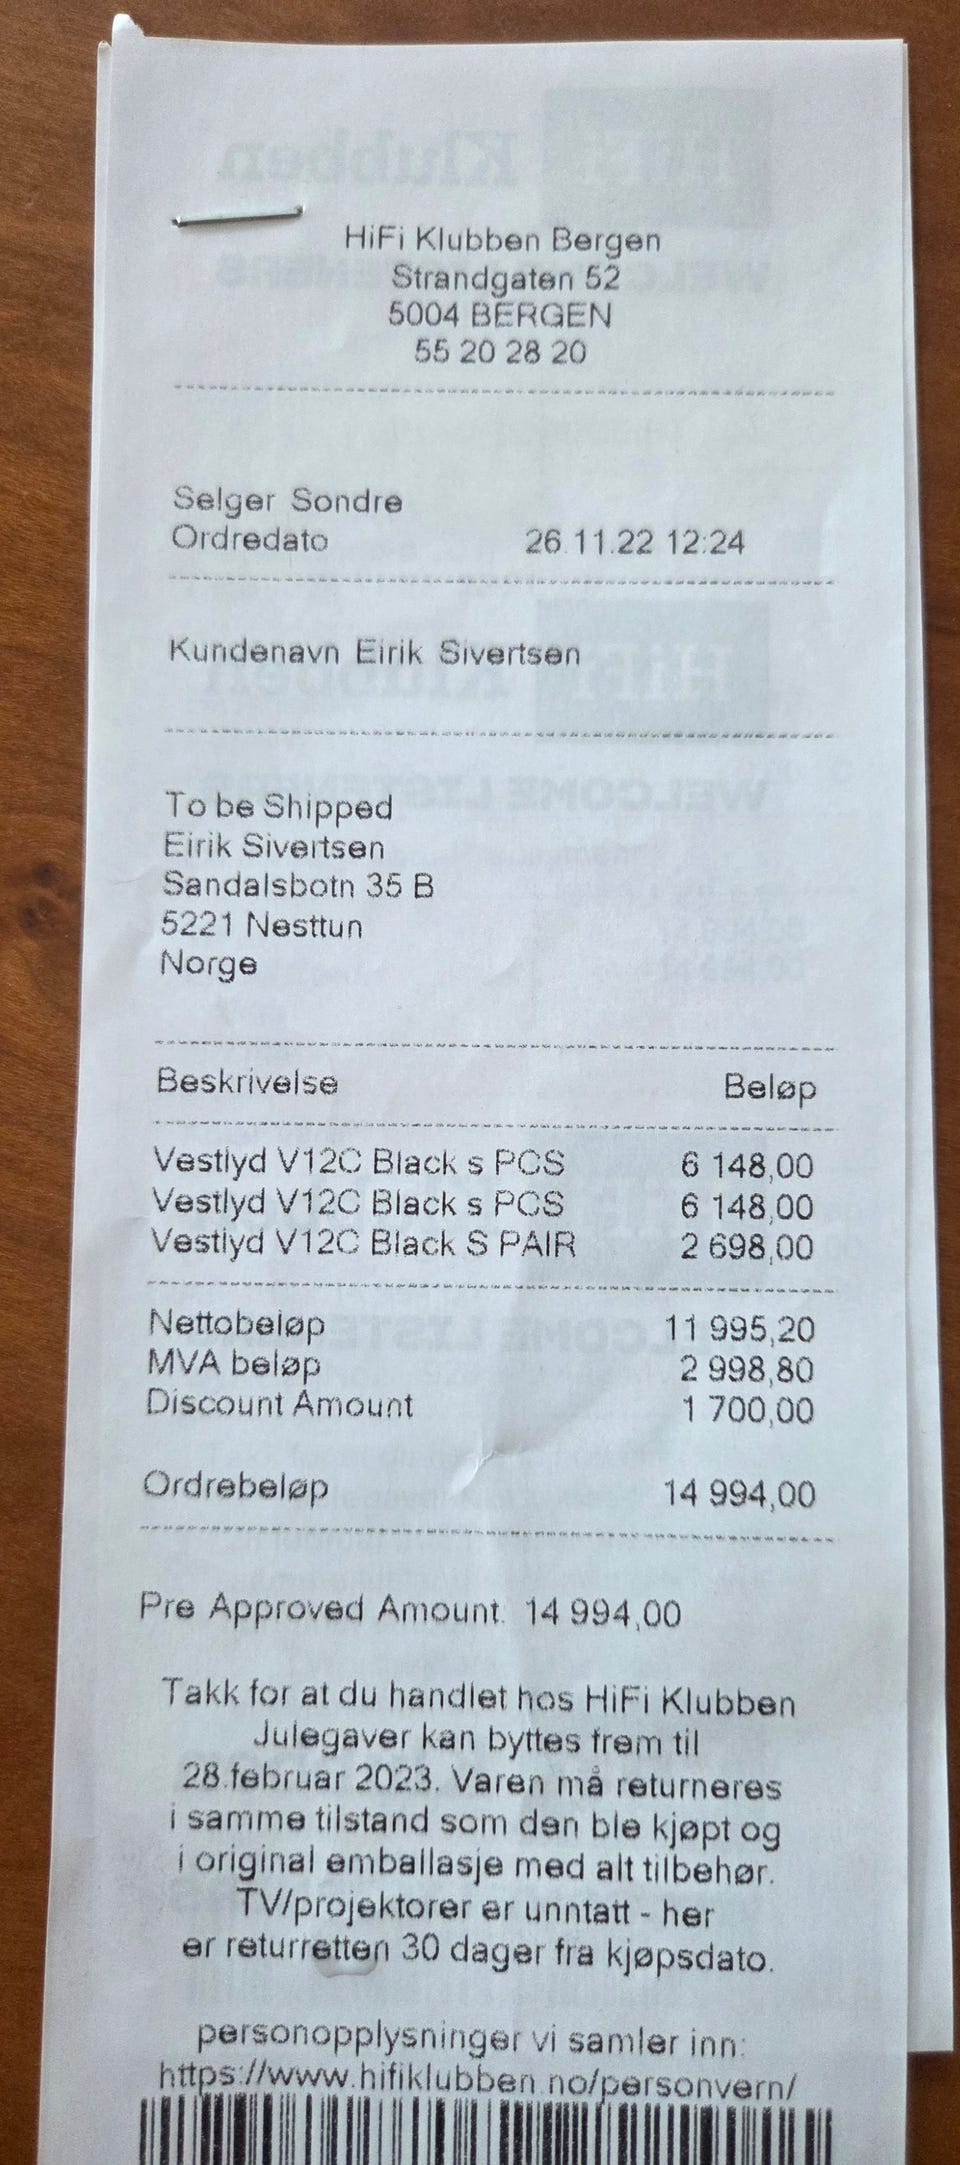 HiFi Klubben Bergen
Strandgaten 52
5004 BERGEN
55 20 28 20
Selger Sondre
Ordredato 26.11.22 12:24
Kundenavn Eirik Sivertsen
To be Shipped
Eirik Sivertsen
Sandalsbotn 35 B
5221 Nesttun
Norge
Beskrivelse Beløp
Vestlyd V12C Black s PCS 6 148,00
Vestlyd V12C Black s PCS 6 148,00
Vestlyd V12C Black S PAIR 2 698,00
Nettobeløp 11 995,20
MVA beløp 2 998,80
Discount Amount 1 700,00
Ordrebeløp 14 994,00
Pre Approved Amount: 14 994,00
Takk for at du handlet hos HiFi Klubben
Julegaver kan byttes frem til
28.februar 2023. Varen må returneres
i samme tilstand som den ble kjøpt og
i original emballasje med alt tilbehør.
TV/projektorer er unntatt - her
er returretten 30 dager fra kjøpsdato.
personopplysninger vi samler inn:
https://www.hifiklubben.no/personvern/